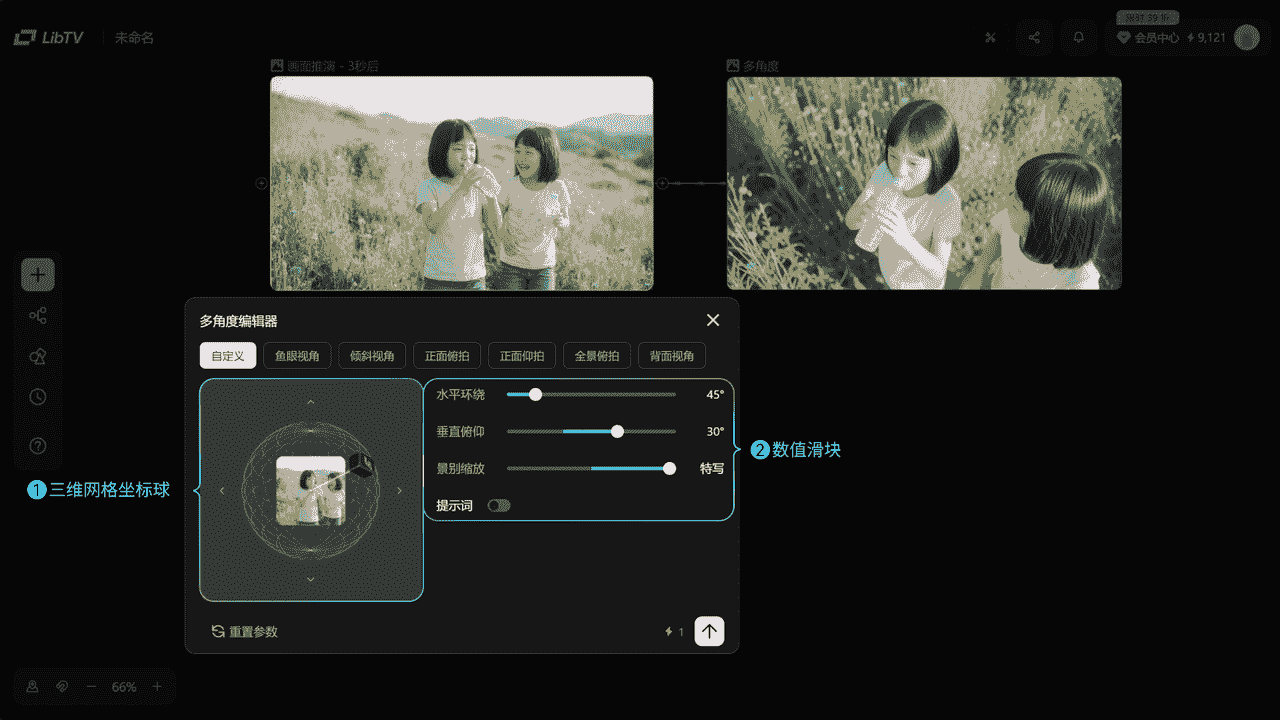 LibTV
未命名
会员中心
9,121
画面推演 - 3秒后
多角度
多角度编辑器
自定义
鱼眼视角
倾斜视角
正面俯拍
正面仰拍
全景俯拍
背面视角
水平环绕
45°
垂直俯仰
30°
景别缩放
特写
提示词
1 三维网格坐标球
2 数值滑块
重置参数
1
66%